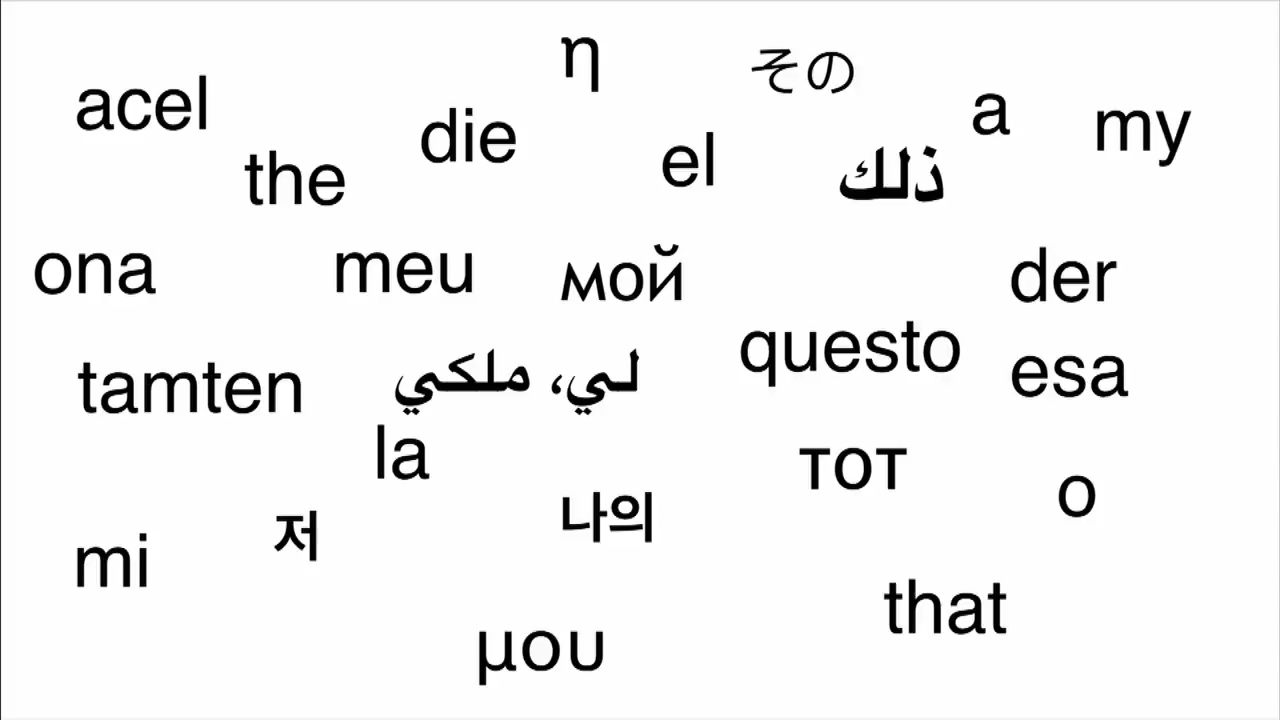 η
その
acel
a
my
die
the
el
ذلك
ona
meu
мой
der
questo
esa
tamten
لي، ملكي
la
тот
o
나의
저
mi
that
μου